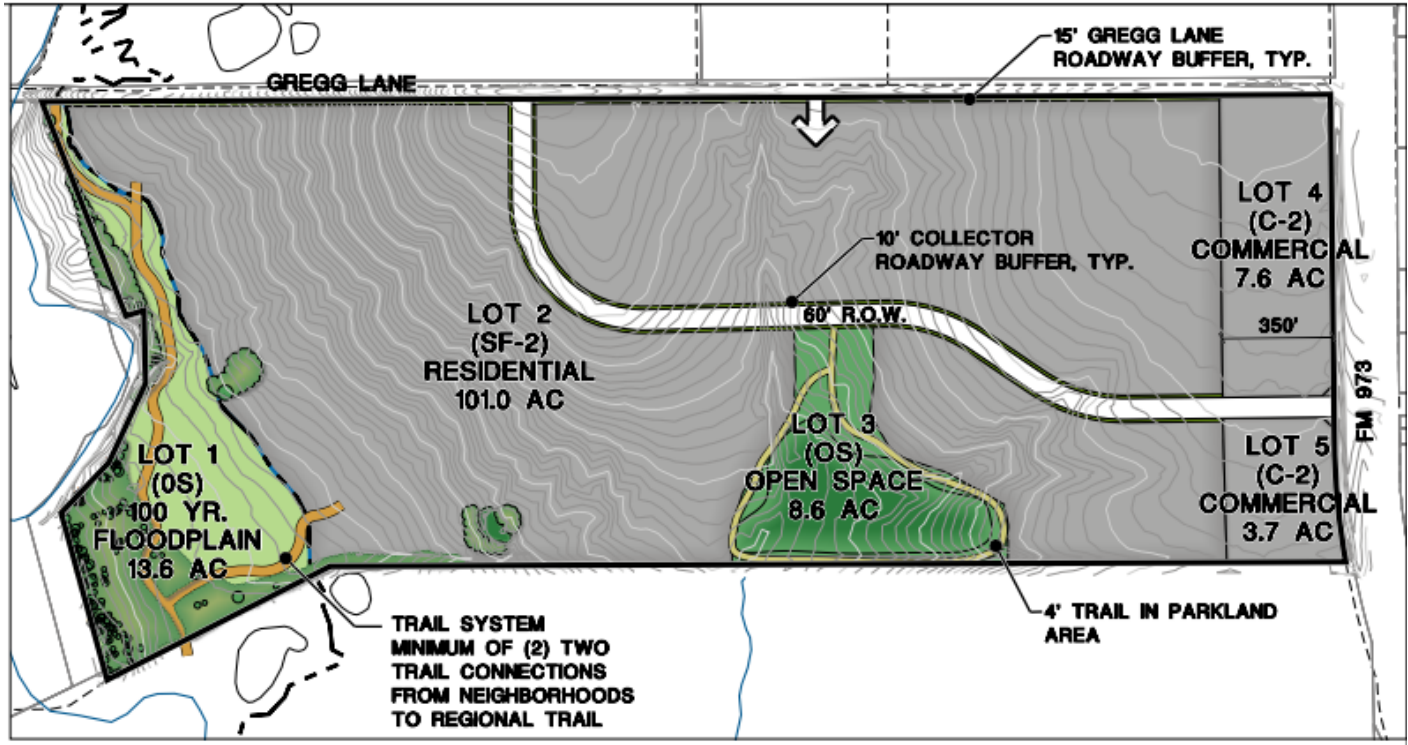 15' GREGG LANE
ROADWAY BUFFER, TYP.
GREGG LANE
LOT 4
(C-2)
COMMERCIAL
7.6 AC
10' COLLECTOR
ROADWAY BUFFER, TYP.
LOT 2
(SF-2)
RESIDENTIAL
101.0 AC
60' R.O.W.
350'
FM 973
LOT 3
(OS)
OPEN SPACE
8.6 AC
LOT 5
(C-2)
COMMERCIAL
3.7 AC
LOT 1
(OS)
100 YR.
FLOODPLAIN
13.6 AC
TRAIL SYSTEM
MINIMUM OF (2) TWO
TRAIL CONNECTIONS
FROM NEIGHBORHOODS
TO REGIONAL TRAIL
4' TRAIL IN PARKLAND
AREA